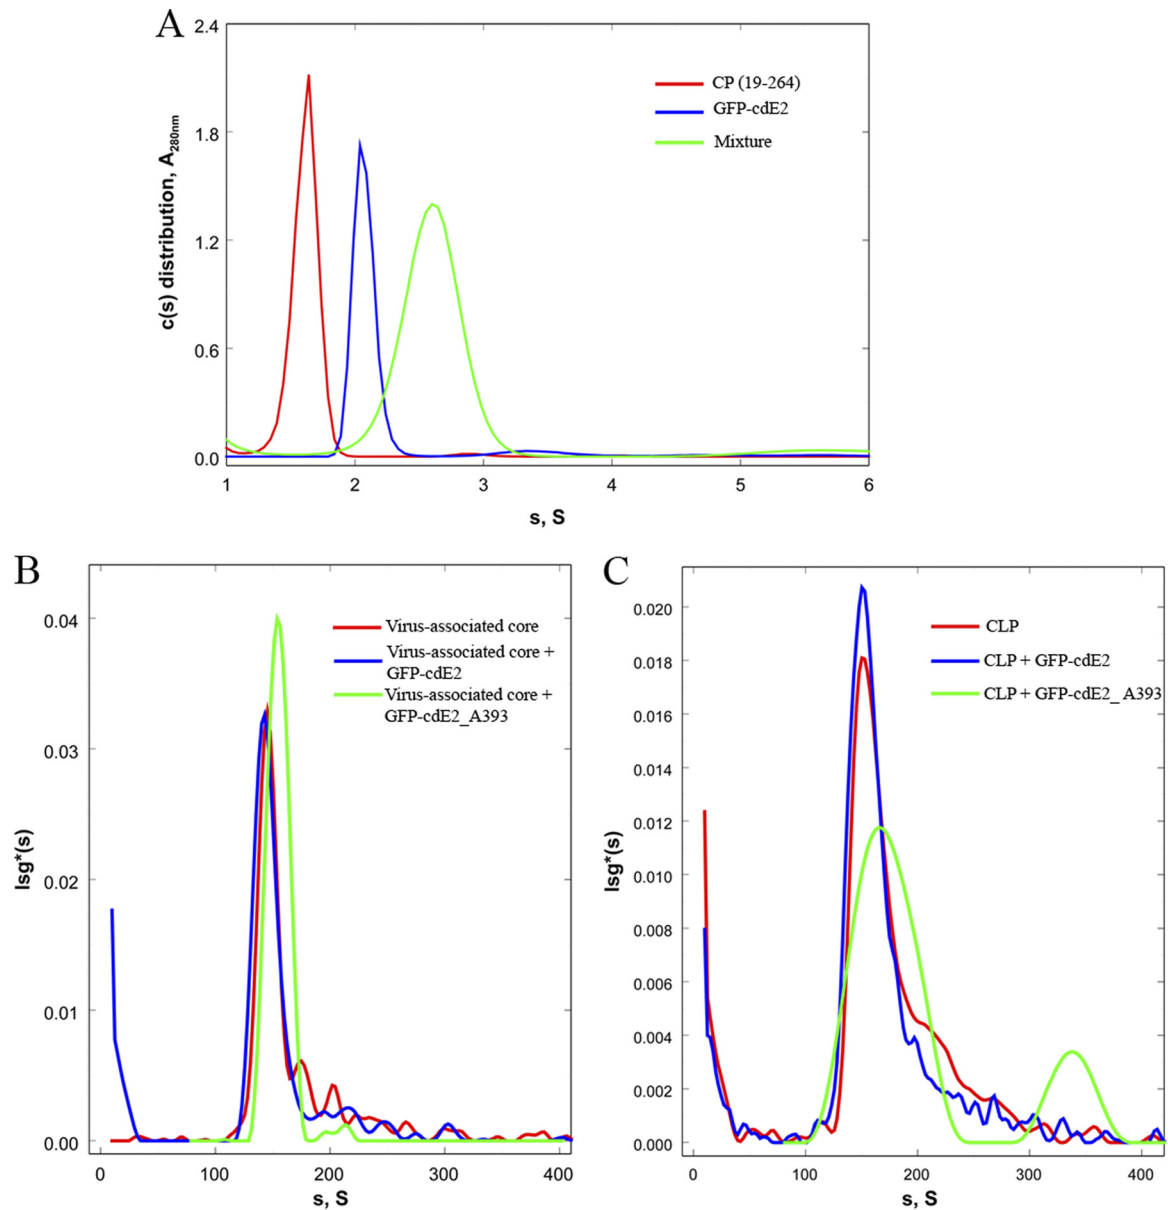 A
2.4
1.8
1.2
0.6
0.0
c(s) distribution, A280nm
CP (19-264)
GFP-cdE2
Mixture
1 2 3 4 5 6
s, S
B
0.04
0.03
0.02
0.01
0.00
lsg*(s)
Virus-associated core
Virus-associated core +
GFP-cdE2
Virus-associated core +
GFP-cdE2_A393
0 100 200 300 400
s, S
C
0.020
0.018
0.016
0.014
0.012
0.010
0.008
0.006
0.004
0.002
0.000
lsg*(s)
CLP
CLP + GFP-cdE2
CLP + GFP-cdE2_ A393
0 100 200 300 400
s, S